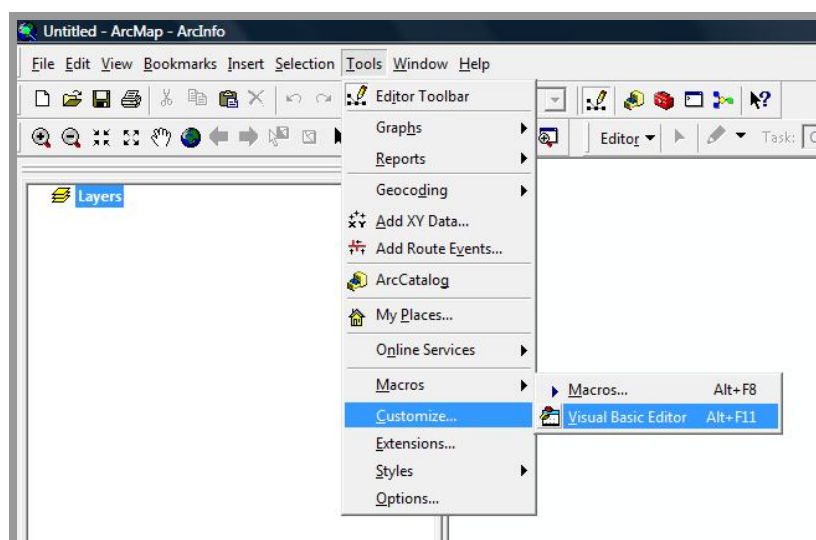 Untitled - ArcMap - ArcInfo
File Edit View Bookmarks Insert Selection Tools Window Help
Editor Toolbar
Graphs
Reports
Geocoding
Add XY Data...
Add Route Events...
ArcCatalog
My Places...
Online Services
Macros
Customize...
Extensions...
Styles
Options...
Macros... Alt+F8
Visual Basic Editor Alt+F11
Editor Task:
Layers